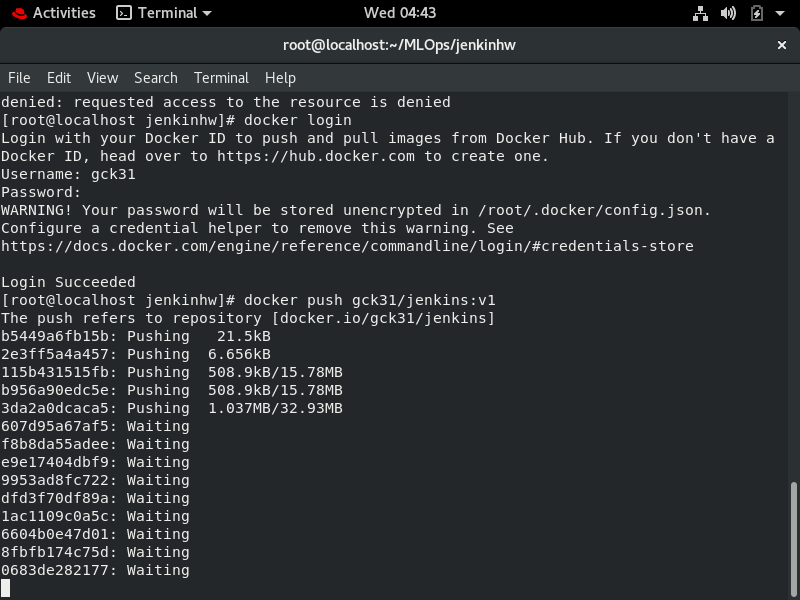 Activities Terminal Wed 04:43
root@localhost:~/MLOps/jenkinhw ×
File Edit View Search Terminal Help
denied: requested access to the resource is denied
[root@localhost jenkinhw]# docker login
Login with your Docker ID to push and pull images from Docker Hub. If you don't have a
Docker ID, head over to https://hub.docker.com to create one.
Username: gck31
Password:
WARNING! Your password will be stored unencrypted in /root/.docker/config.json.
Configure a credential helper to remove this warning. See
https://docs.docker.com/engine/reference/commandline/login/#credentials-store
Login Succeeded
[root@localhost jenkinhw]# docker push gck31/jenkins:v1
The push refers to repository [docker.io/gck31/jenkins]
b5449a6fb15b: Pushing 21.5kB
2e3ff5a4a457: Pushing 6.656kB
115b431515fb: Pushing 508.9kB/15.78MB
b956a90edc5e: Pushing 508.9kB/15.78MB
3da2a0dcaca5: Pushing 1.037MB/32.93MB
607d95a67af5: Waiting
f8b8da55adee: Waiting
e9e17404dbf9: Waiting
9953ad8fc722: Waiting
dfd3f70df89a: Waiting
1ac1109c0a5c: Waiting
6604b0e47d01: Waiting
8fbfb174c75d: Waiting
0683de282177: Waiting